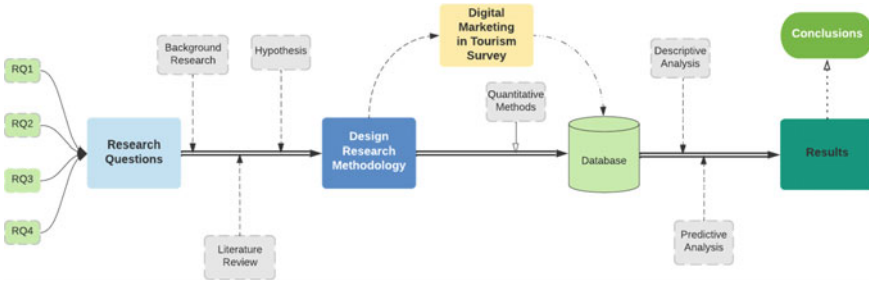 RQ1
RQ2
RQ3
RQ4
Research
Questions
Background
Research
Hypothesis
Literature
Review
Design
Research
Methodology
Digital
Marketing
in Tourism
Survey
Quantitative
Methods
Database
Descriptive
Analysis
Predictive
Analysis
Results
Conclusions